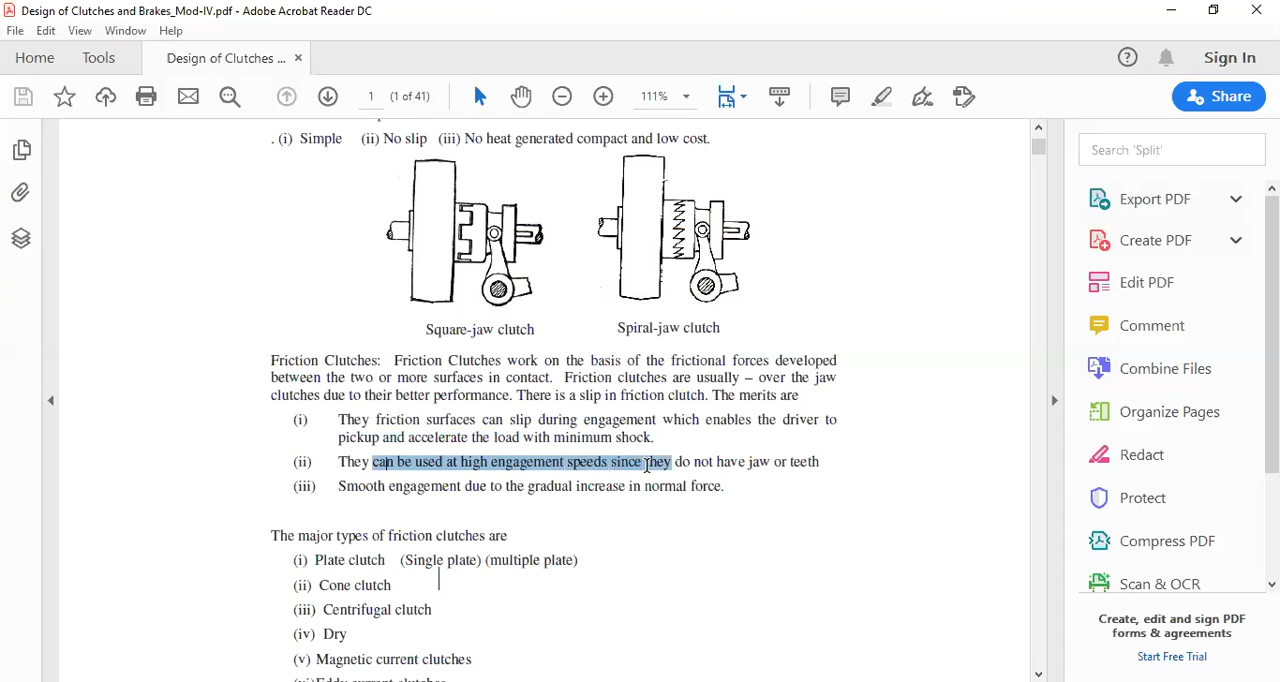 Design of Clutches and Brakes_Mod-IV.pdf - Adobe Acrobat Reader DC
File Edit View Window Help
Home Tools Design of Clutches ... × Sign In
1 (1 of 41) 111% Share
. (i) Simple (ii) No slip (iii) No heat generated compact and low cost.
Square-jaw clutch Spiral-jaw clutch
Friction Clutches: Friction Clutches work on the basis of the frictional forces developed
between the two or more surfaces in contact. Friction clutches are usually – over the jaw
clutches due to their better performance. There is a slip in friction clutch. The merits are
(i) They friction surfaces can slip during engagement which enables the driver to
pickup and accelerate the load with minimum shock.
(ii) They can be used at high engagement speeds since they do not have jaw or teeth
(iii) Smooth engagement due to the gradual increase in normal force.
The major types of friction clutches are
(i) Plate clutch (Single plate) (multiple plate)
(ii) Cone clutch
(iii) Centrifugal clutch
(iv) Dry
(v) Magnetic current clutches
(vi) Eddy current clutches
Search 'Split'
Export PDF
Create PDF
Edit PDF
Comment
Combine Files
Organize Pages
Redact
Protect
Compress PDF
Scan & OCR
Create, edit and sign PDF
forms & agreements
Start Free Trial